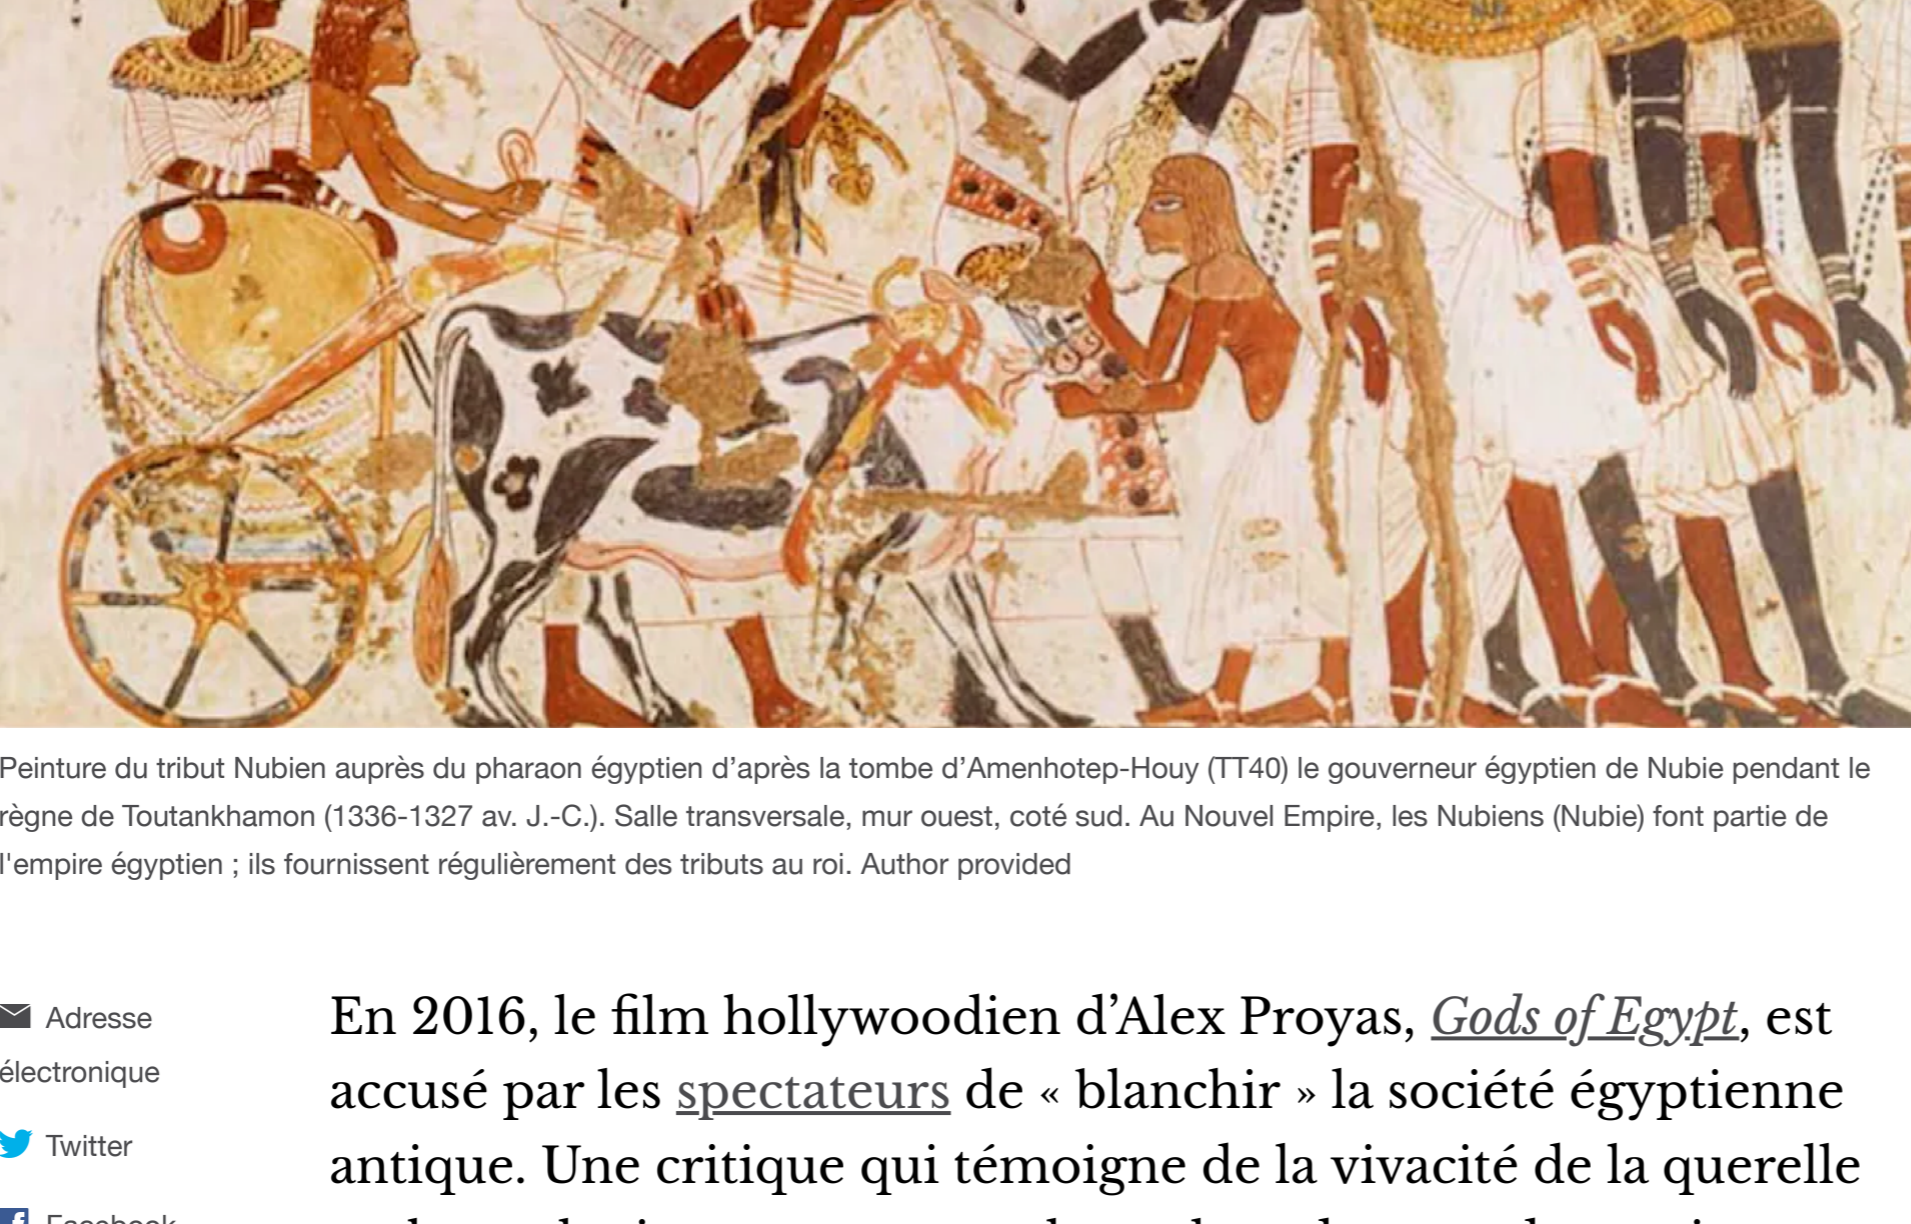 Peinture du tribut Nubien auprès du pharaon égyptien d’après la tombe d’Amenhotep-Houy (TT40) le gouverneur égyptien de Nubie pendant le
règne de Toutankhamon (1336-1327 av. J.-C.). Salle transversale, mur ouest, coté sud. Au Nouvel Empire, les Nubiens (Nubie) font partie de
l'empire égyptien ; ils fournissent régulièrement des tributs au roi. Author provided
Adresse
électronique
Twitter
Facebook
En 2016, le film hollywoodien d’Alex Proyas, Gods of Egypt, est
accusé par les spectateurs de « blanchir » la société égyptienne
antique. Une critique qui témoigne de la vivacité de la querelle